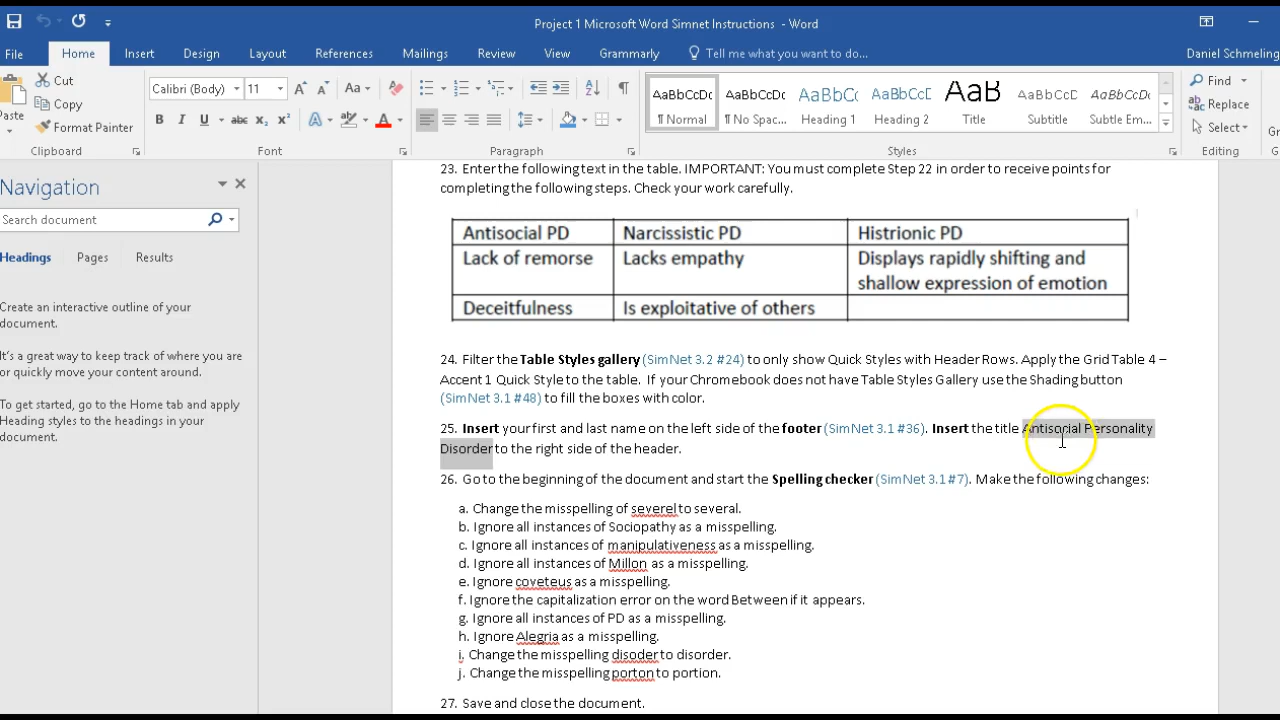 Project 1 Microsoft Word Simnet Instructions - Word
File Home Insert Design Layout References Mailings Review View Grammarly Tell me what you want to do... Daniel Schmeling
Paste
Cut
Copy
Format Painter
Clipboard
Calibri (Body) 11
Font
Paragraph
AaBbCcDc AaBbCcDc AaBbCc AaBbCcD AaB AaBbCcD AaBbCcD
¶ Normal ¶ No Spac... Heading 1 Heading 2 Title Subtitle Subtle Em...
Styles
Find
Replace
Select
Editing
Navigation
Search document
Headings Pages Results
Create an interactive outline of your
document.
It's a great way to keep track of where you are
or quickly move your content around.
To get started, go to the Home tab and apply
Heading styles to the headings in your
document.
23. Enter the following text in the table. IMPORTANT: You must complete Step 22 in order to receive points for
completing the following steps. Check your work carefully.
Antisocial PD Narcissistic PD Histrionic PD
Lack of remorse Lacks empathy Displays rapidly shifting and
shallow expression of emotion
Deceitfulness Is exploitative of others
24. Filter the Table Styles gallery (SimNet 3.2 #24) to only show Quick Styles with Header Rows. Apply the Grid Table 4 –
Accent 1 Quick Style to the table. If your Chromebook does not have Table Styles Gallery use the Shading button
(SimNet 3.1 #48) to fill the boxes with color.
25. Insert your first and last name on the left side of the footer (SimNet 3.1 #36). Insert the title Antisocial Personality
Disorder to the right side of the header.
26. Go to the beginning of the document and start the Spelling checker (SimNet 3.1 #7). Make the following changes:
a. Change the misspelling of severel to several.
b. Ignore all instances of Sociopathy as a misspelling.
c. Ignore all instances of manipulativeness as a misspelling.
d. Ignore all instances of Millon as a misspelling.
e. Ignore coveteus as a misspelling.
f. Ignore the capitalization error on the word Between if it appears.
g. Ignore all instances of PD as a misspelling.
h. Ignore Alegria as a misspelling.
i. Change the misspelling disoder to disorder.
j. Change the misspelling porton to portion.
27. Save and close the document.